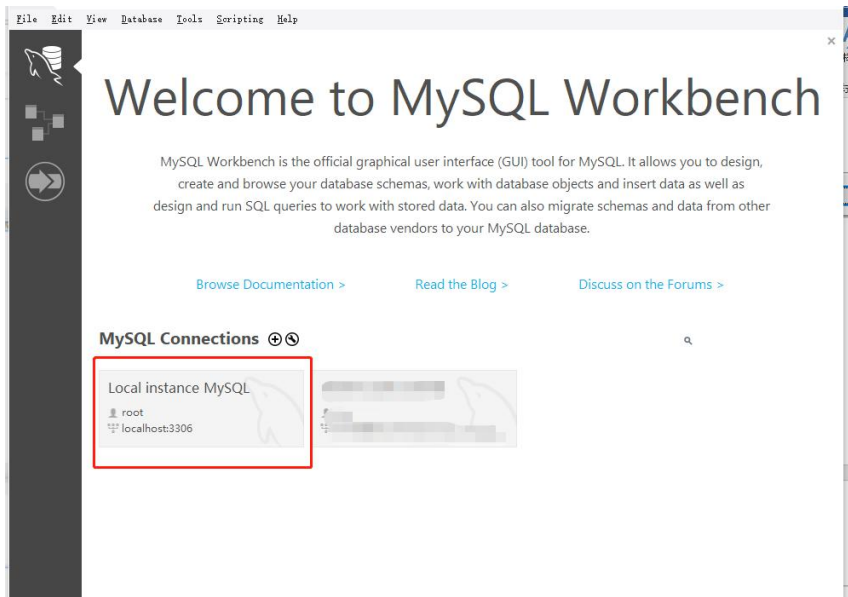 File Edit View Database Tools Scripting Help
Welcome to MySQL Workbench
MySQL Workbench is the official graphical user interface (GUI) tool for MySQL. It allows you to design,
create and browse your database schemas, work with database objects and insert data as well as
design and run SQL queries to work with stored data. You can also migrate schemas and data from other
database vendors to your MySQL database.
Browse Documentation > Read the Blog > Discuss on the Forums >
MySQL Connections
Local instance MySQL
root
localhost:3306